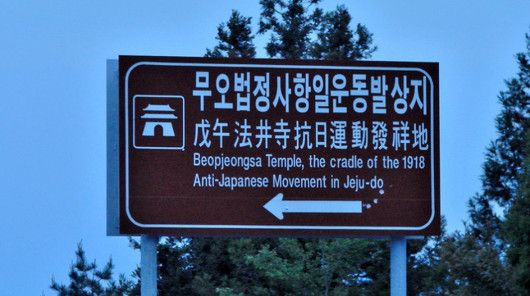 무오법정사항일운동발상지
戊午法井寺抗日運動發祥地
Beopjeongsa Temple, the cradle of the 1918
Anti-Japanese Movement in Jeju-do